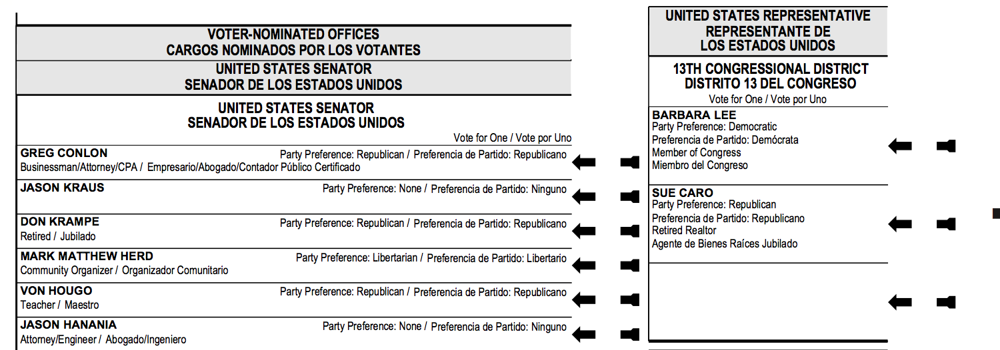 VOTER-NOMINATED OFFICES
CARGOS NOMINADOS POR LOS VOTANTES
UNITED STATES SENATOR
SENADOR DE LOS ESTADOS UNIDOS
UNITED STATES SENATOR
SENADOR DE LOS ESTADOS UNIDOS
Vote for One / Vote por Uno
GREG CONLON Party Preference: Republican / Preferencia de Partido: Republicano
Businessman/Attorney/CPA / Empresario/Abogado/Contador Público Certificado
JASON KRAUS Party Preference: None / Preferencia de Partido: Ninguno
DON KRAMPE Party Preference: Republican / Preferencia de Partido: Republicano
Retired / Jubilado
MARK MATTHEW HERD Party Preference: Libertarian / Preferencia de Partido: Libertario
Community Organizer / Organizador Comunitario
VON HOUGO Party Preference: Republican / Preferencia de Partido: Republicano
Teacher / Maestro
JASON HANANIA Party Preference: None / Preferencia de Partido: Ninguno
Attorney/Engineer / Abogado/Ingeniero
UNITED STATES REPRESENTATIVE
REPRESENTANTE DE
LOS ESTADOS UNIDOS
13TH CONGRESSIONAL DISTRICT
DISTRITO 13 DEL CONGRESO
Vote for One / Vote por Uno
BARBARA LEE
Party Preference: Democratic
Preferencia de Partido: Demócrata
Member of Congress
Miembro del Congreso
SUE CARO
Party Preference: Republican
Preferencia de Partido: Republicano
Retired Realtor
Agente de Bienes Raíces Jubilado